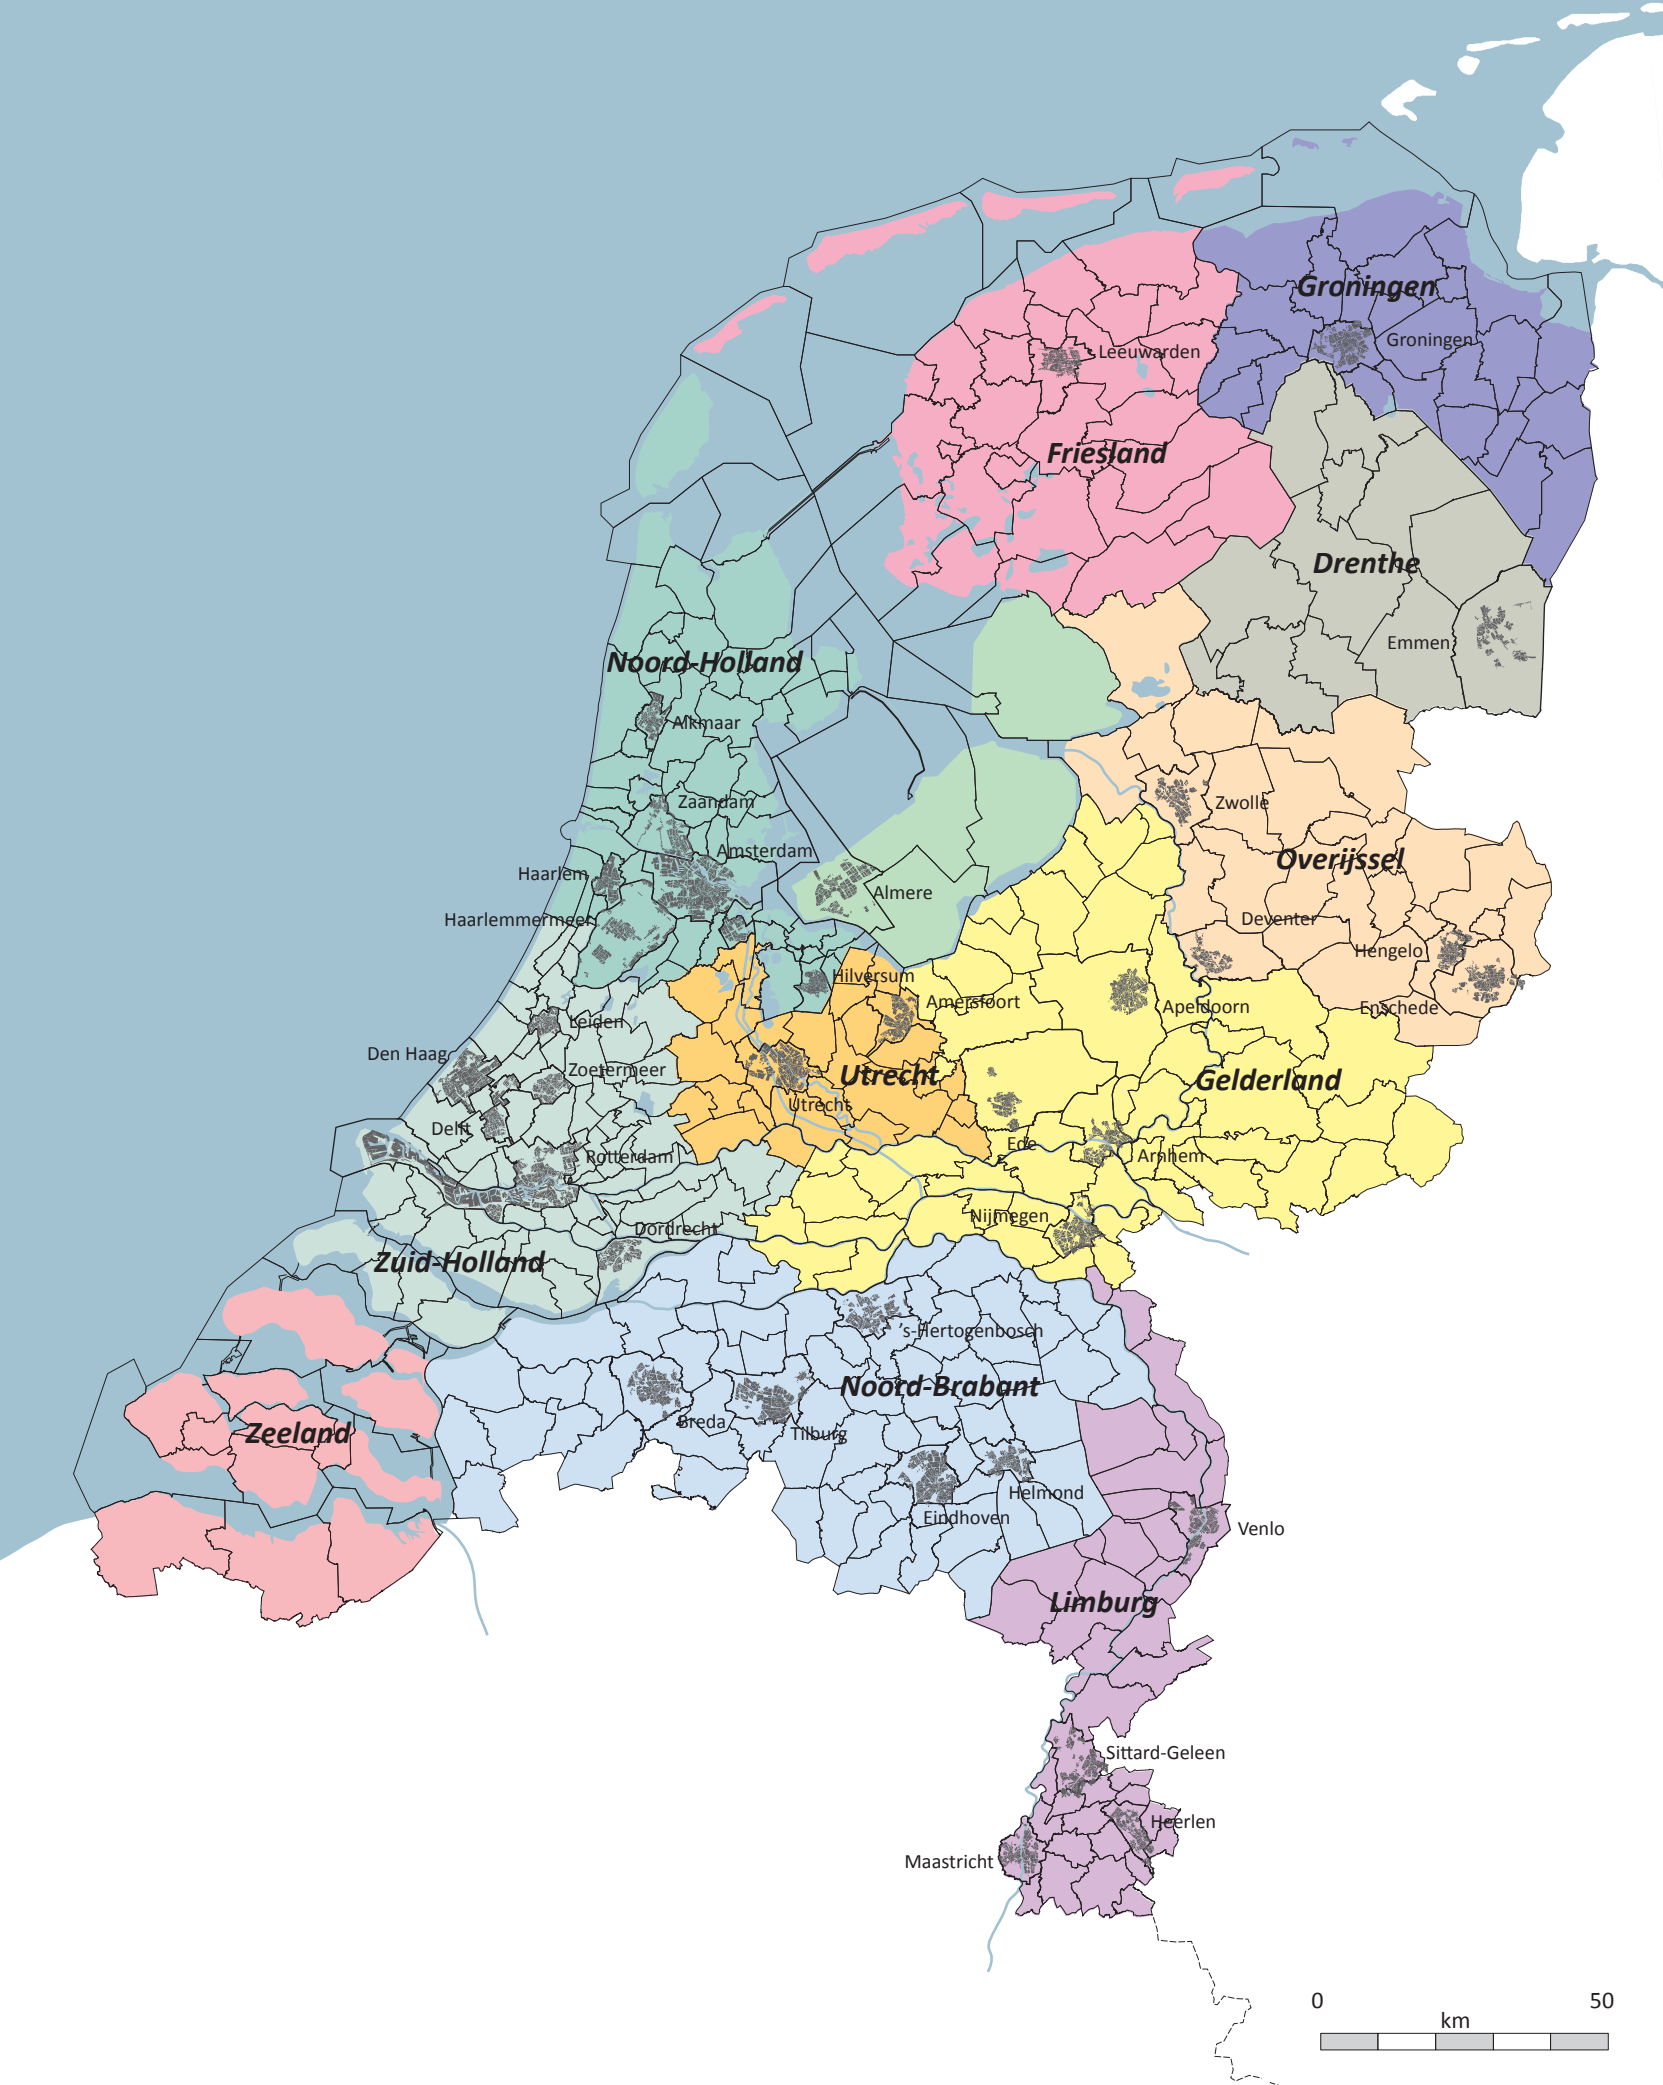 Groningen
Groningen
Leeuwarden
Friesland
Drenthe
Emmen
Noord-Holland
Alkmaar
Zaandam
Zwolle
Amsterdam
Overijssel
Haarlem
Almere
Haarlemmermeer
Deventer
Hengelo
Hilversum
Amersfoort
Apeldoorn
Enschede
Leiden
Den Haag
Zoetermeer
Utrecht
Gelderland
Utrecht
Delft
Ede
Rotterdam
Arnhem
Nijmegen
Dordrecht
Zuid-Holland
's-Hertogenbosch
Noord-Brabant
Breda
Zeeland
Tilburg
Helmond
Eindhoven
Venlo
Limburg
Sittard-Geleen
Heerlen
Maastricht
0 50
km